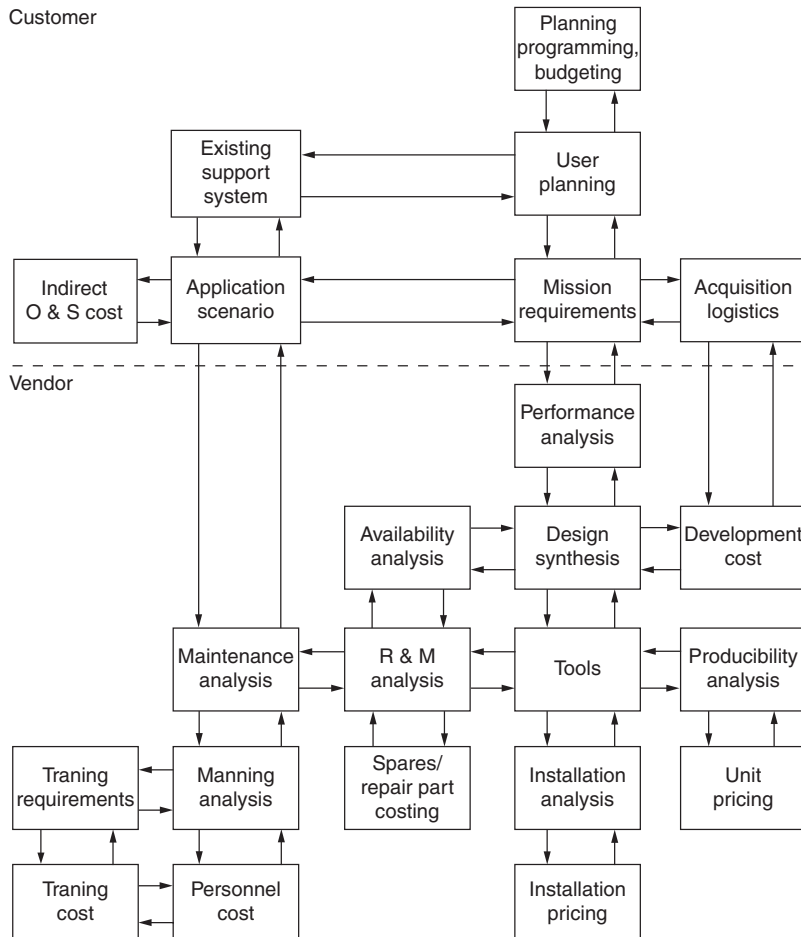 Customer
Planning
programming,
budgeting
Existing
support
system
User
planning
Indirect
O & S cost
Application
scenario
Mission
requirements
Acquisition
logistics
Vendor
Performance
analysis
Availability
analysis
Design
synthesis
Development
cost
Maintenance
analysis
R & M
analysis
Tools
Producibility
analysis
Traning
requirements
Manning
analysis
Spares/
repair part
costing
Installation
analysis
Unit
pricing
Traning
cost
Personnel
cost
Installation
pricing